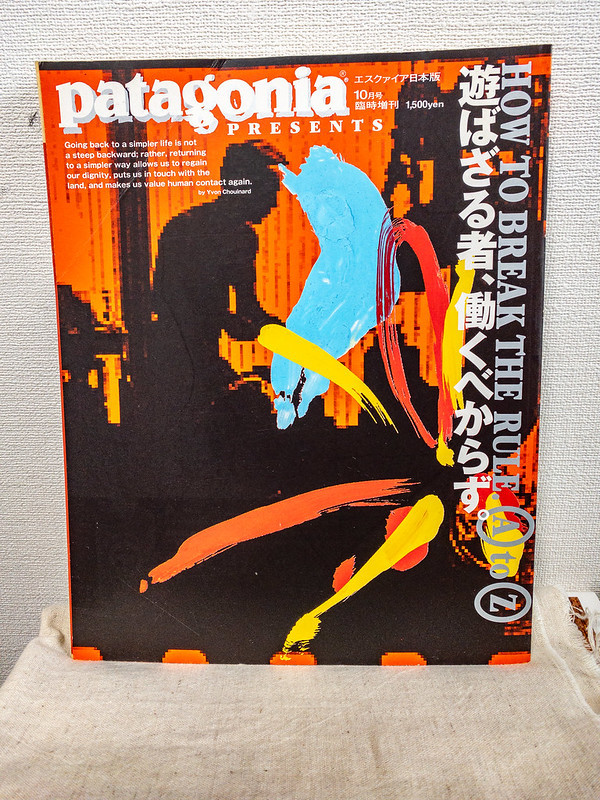 patagonia®
PRESENTS
エスクァイア日本版
10月号
臨時増刊 1,500yen
Going back to a simpler life is not
a steep backward; rather, returning
to a simpler way allows us to regain
our dignity, puts us in touch with the
land, and makes us value human contact again.
by Yvon Chouinard
HOW TO BREAK THE RULE. A to Z
遊ばざる者、働くべからず。